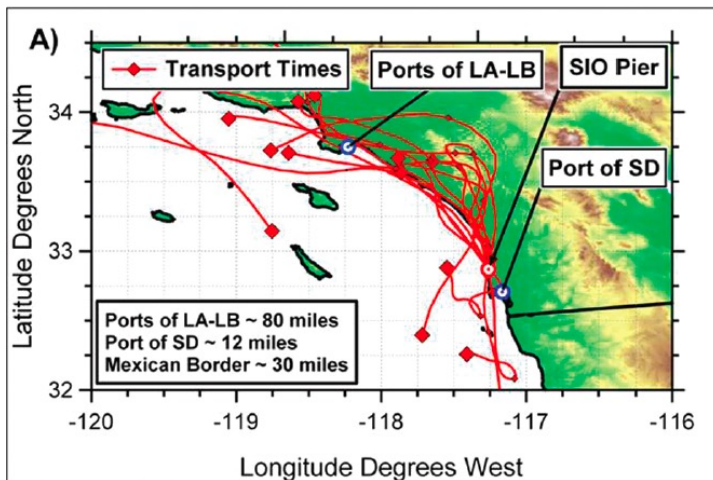 A)
Transport Times
Ports of LA-LB
SIO Pier
Port of SD
34
33
32
Latitude Degrees North
Ports of LA-LB ~ 80 miles
Port of SD ~ 12 miles
Mexican Border ~ 30 miles
-120
-119
-118
-117
-116
Longitude Degrees West